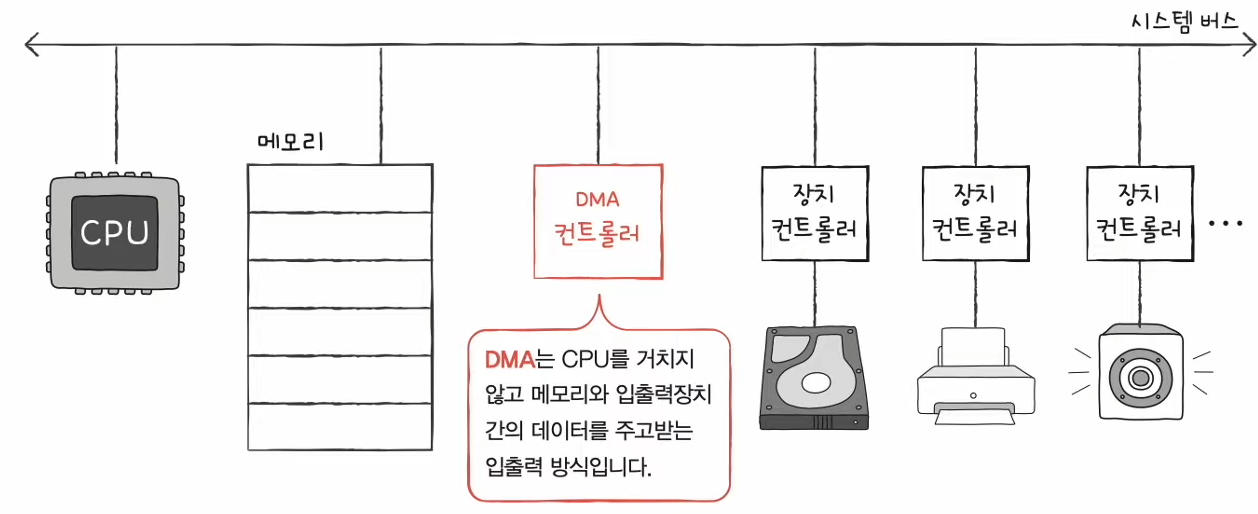 시스템 버스
메모리
CPU
DMA
컨트롤러
장치
컨트롤러
장치
컨트롤러
장치
컨트롤러
...
DMA는 CPU를 거치지
않고 메모리와 입출력장치
간의 데이터를 주고받는
입출력 방식입니다.